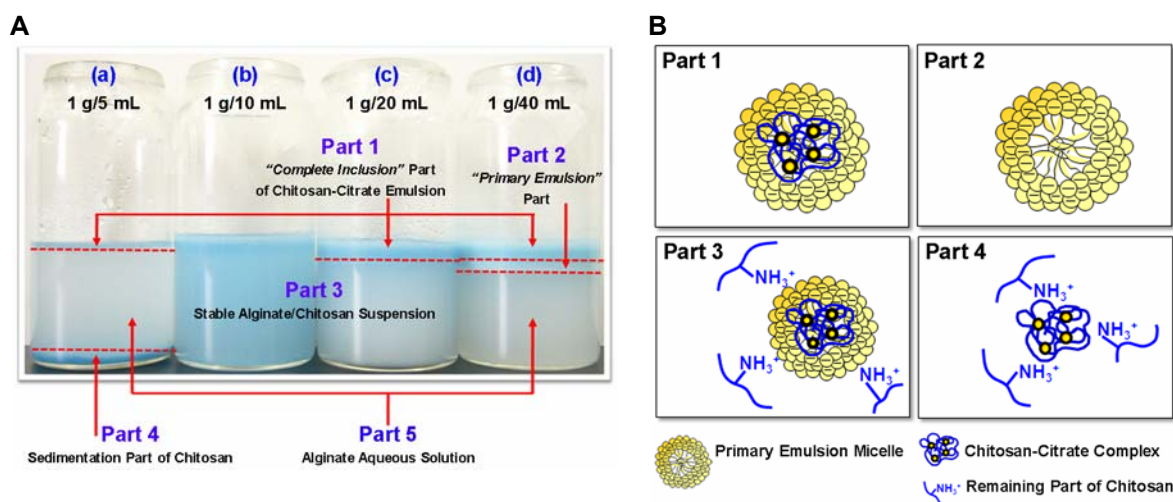 A
(a) (b) (c) (d)
1 g/5 mL 1 g/10 mL 1 g/20 mL 1 g/40 mL
Part 1
"Complete Inclusion" Part
of Chitosan-Citrate Emulsion
Part 2
"Primary Emulsion"
Part
Part 3
Stable Alginate/Chitosan Suspension
Part 4
Sedimentation Part of Chitosan
Part 5
Alginate Aqueous Solution
B
Part 1
Part 2
Part 3
NH₃⁺
NH₃⁺
NH₃⁺
Part 4
NH₃⁺
NH₃⁺
NH₃⁺
Primary Emulsion Micelle
Chitosan-Citrate Complex
NH₃⁺ Remaining Part of Chitosan